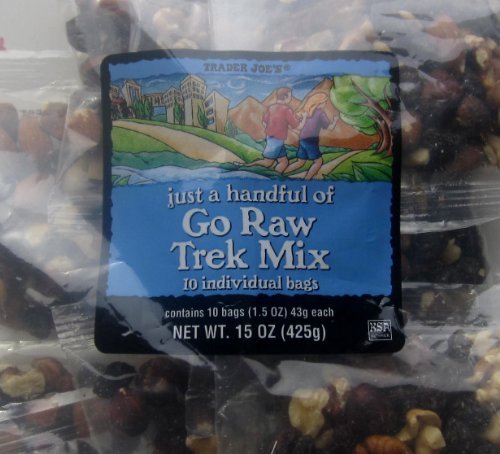 TRADER JOE'S®
just a handful of
Go Raw
Trek Mix
10 individual bags
contains 10 bags (1.5 OZ) 43g each
NET WT. 15 OZ (425g)
KSA